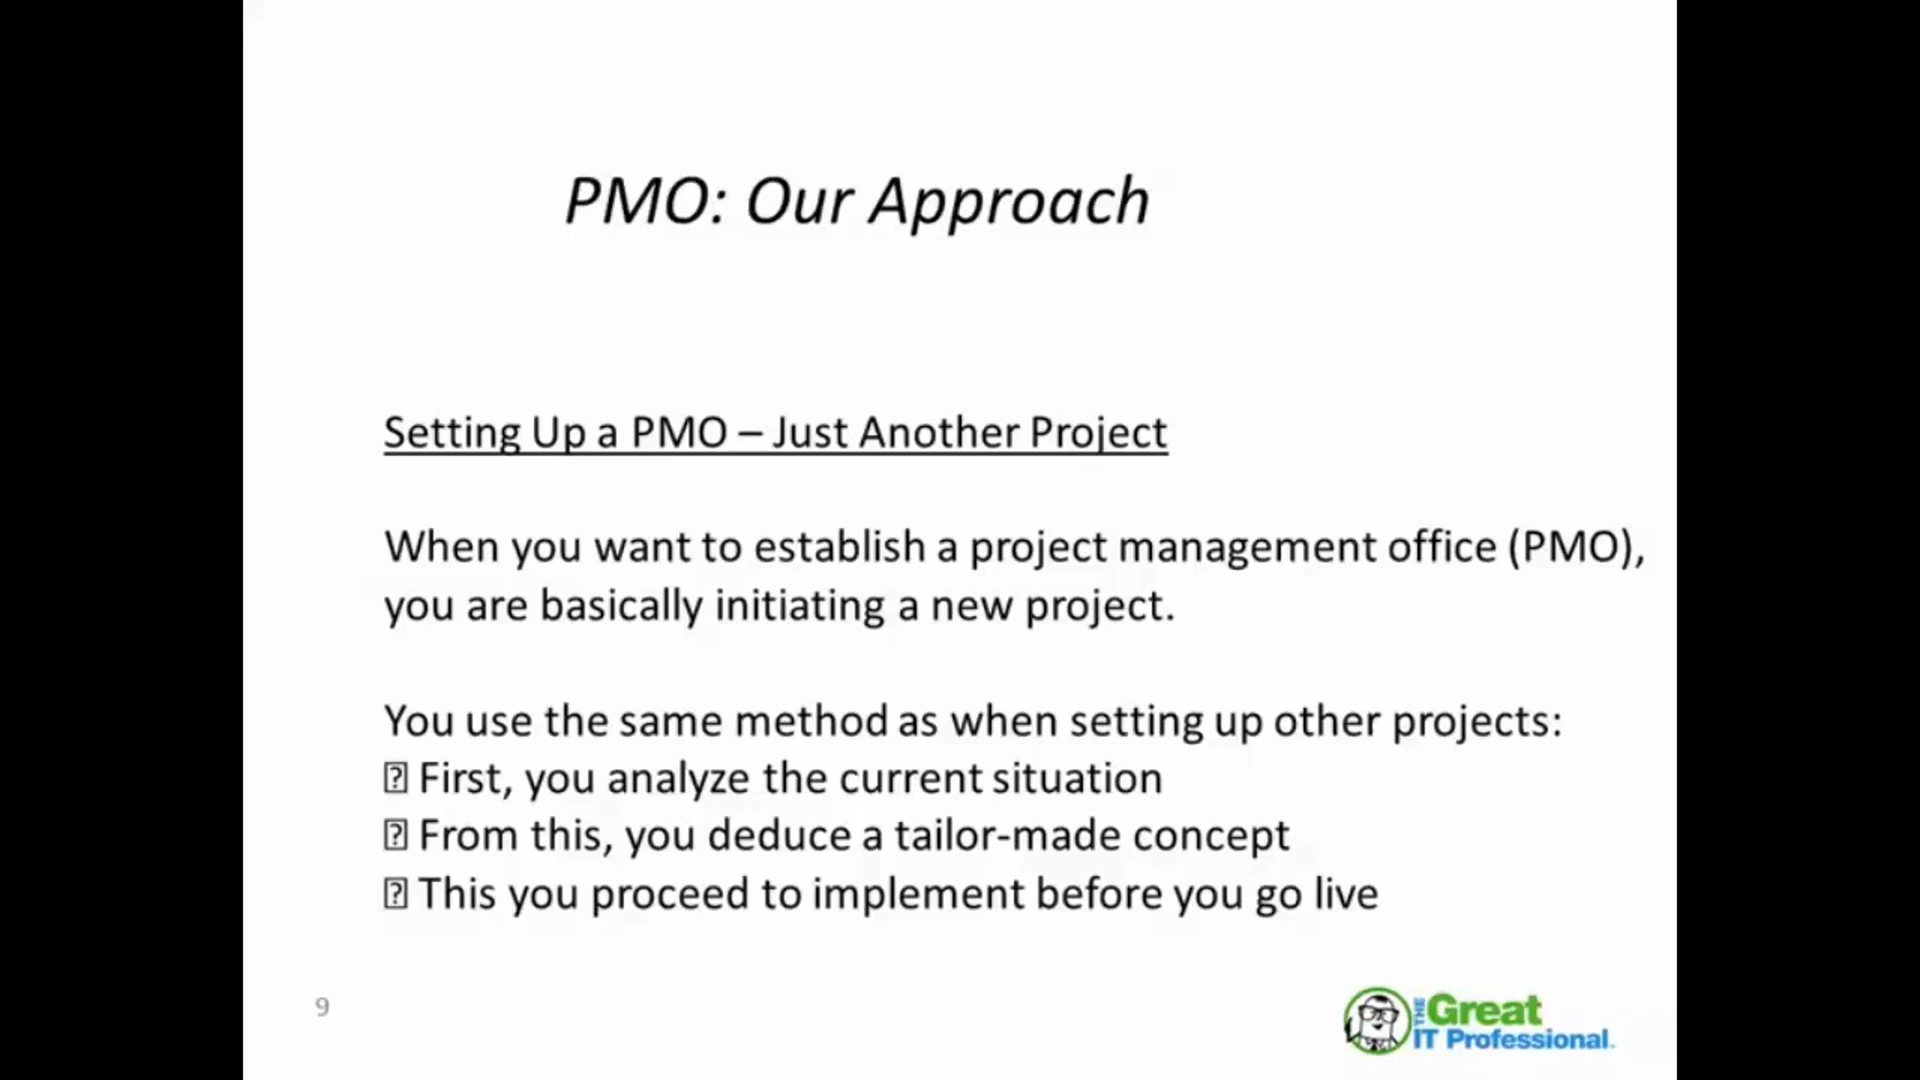 PMO: Our Approach
Setting Up a PMO – Just Another Project
When you want to establish a project management office (PMO),
you are basically initiating a new project.
You use the same method as when setting up other projects:
⍰ First, you analyze the current situation
⍰ From this, you deduce a tailor-made concept
⍰ This you proceed to implement before you go live
9
THE Great
IT Professional.